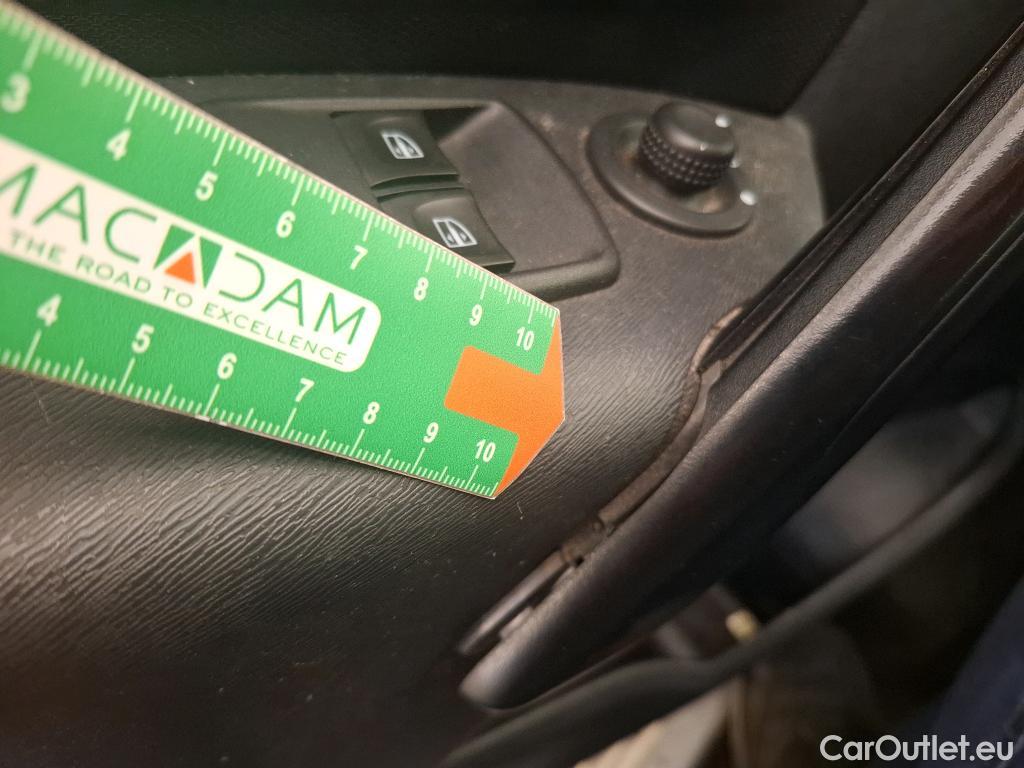 3 4 5 6 7 8 9 10
MACADAM
THE ROAD TO EXCELLENCE
4 5 6 7 8 9 10
CarOutlet.eu